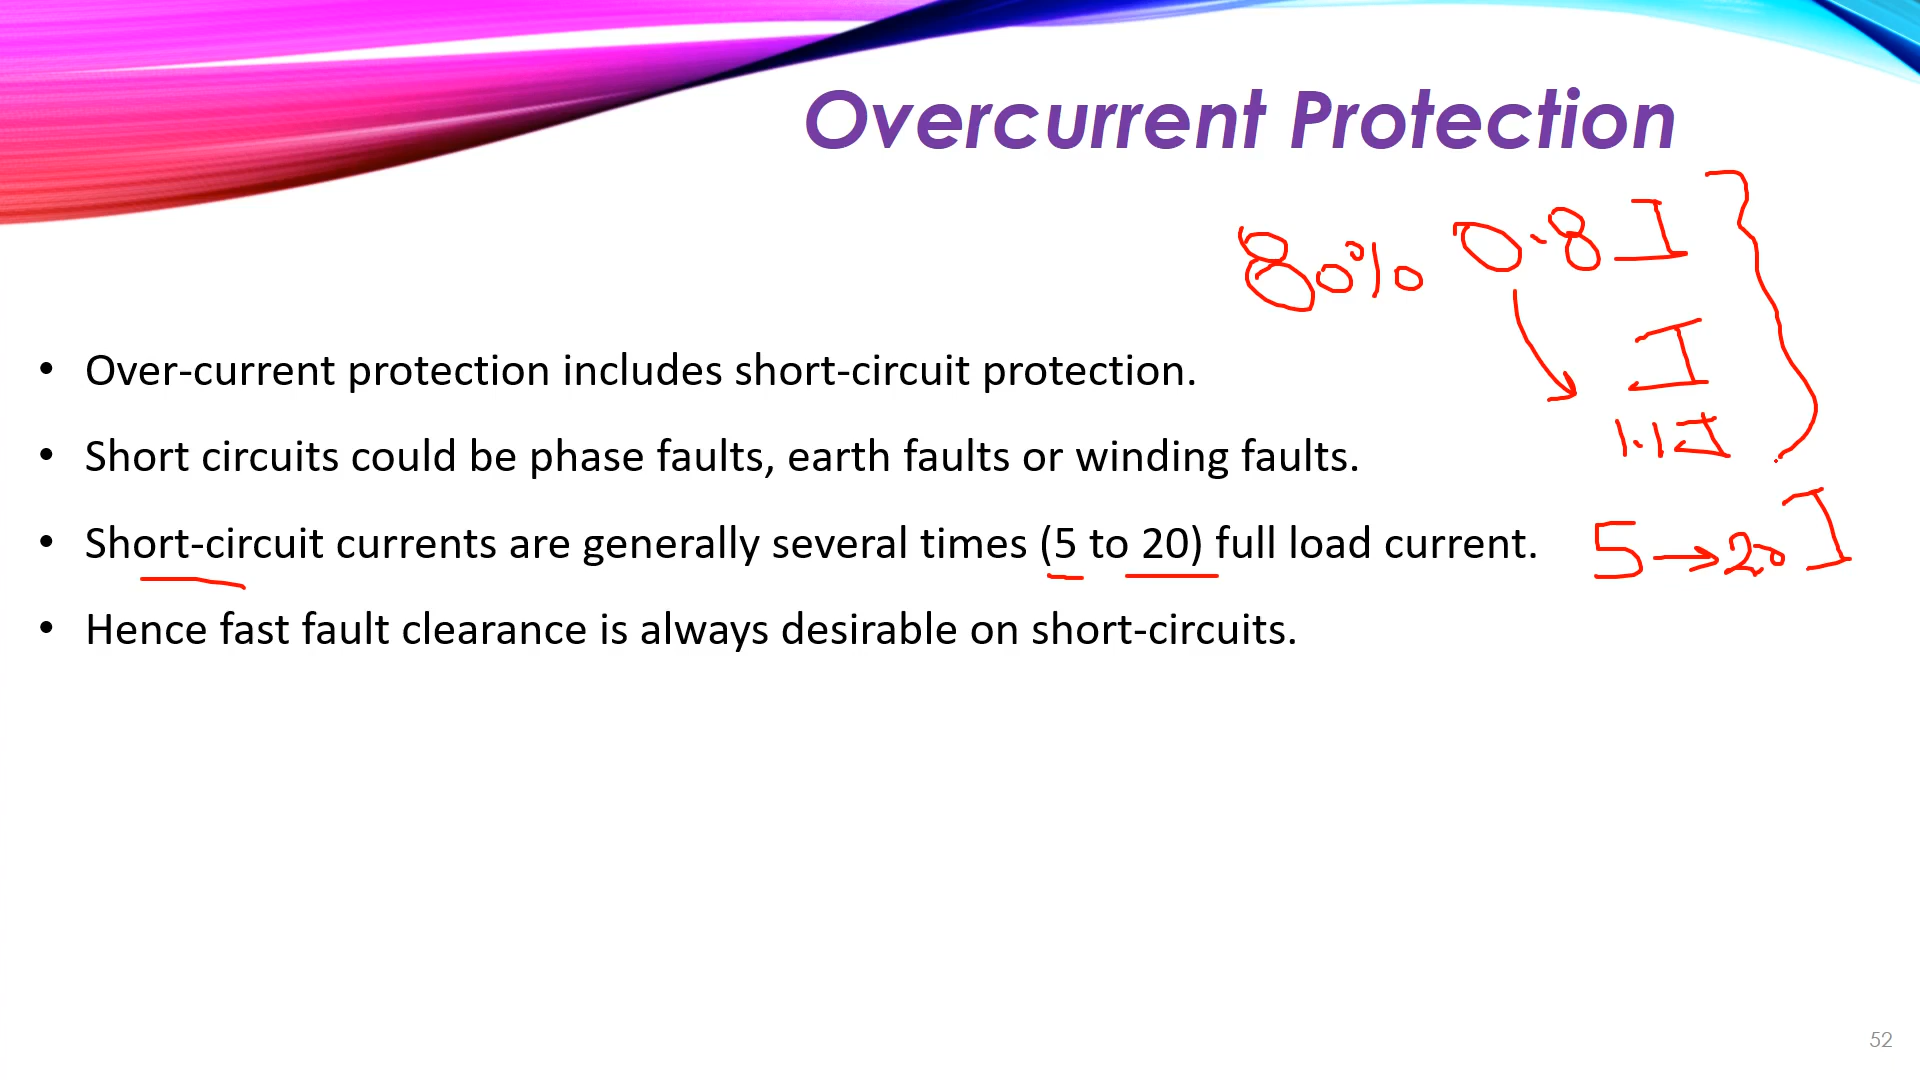 Overcurrent Protection
80% 0.8 I
I
1.1 I
• Over-current protection includes short-circuit protection.
• Short circuits could be phase faults, earth faults or winding faults.
• Short-circuit currents are generally several times (5 to 20) full load current.
5 → 20 I
• Hence fast fault clearance is always desirable on short-circuits.
52